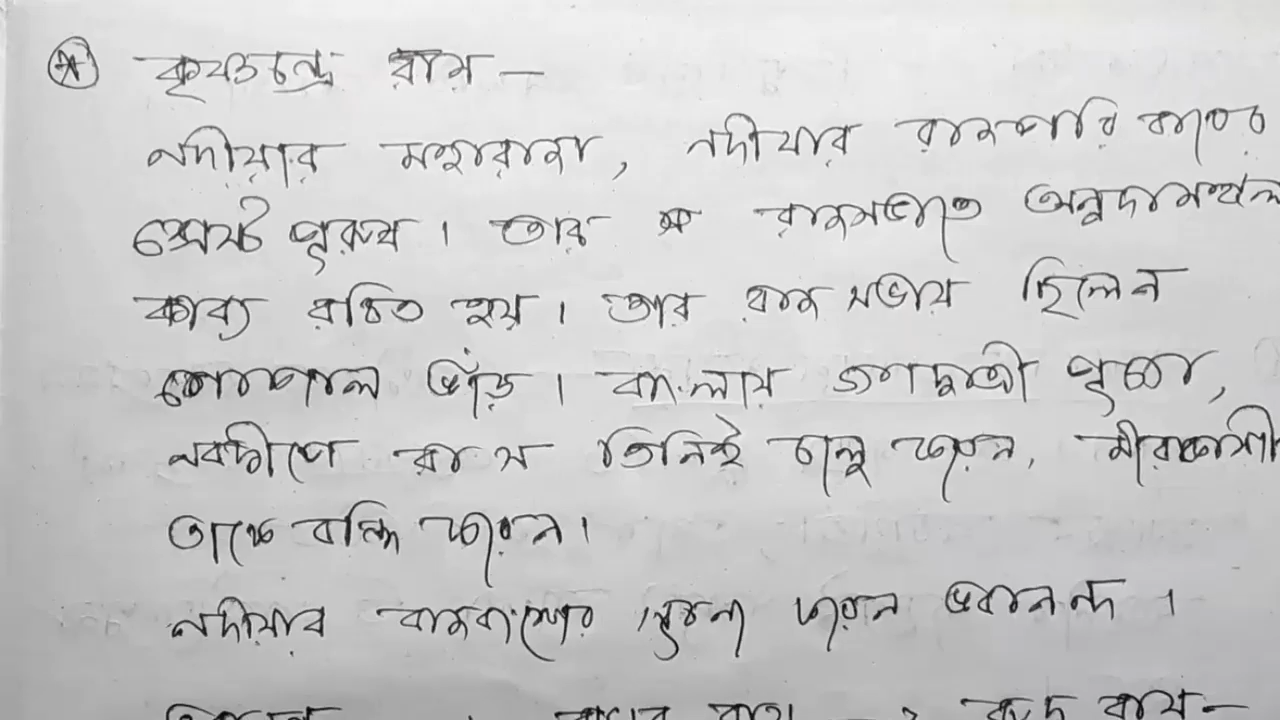 কৃষ্ণচন্দ্র রায় —
নদীয়ার মহারাজা, নদীয়ার রাজপরিবারের
শ্রেষ্ঠ পুরুষ। তার রাজসভাতে অন্নদামঙ্গল
কাব্য রচিত হয়। তার রাজসভায় ছিলেন
গোপাল ভাঁড়। বাংলায় জগদ্ধাত্রী পুজো,
নবদ্বীপে রাস তিনিই চালু করেন,
তাকে বন্দি করেন।
নদীয়ার রাজবংশের সূচনা করেন ভবানন্দ।
রায় —